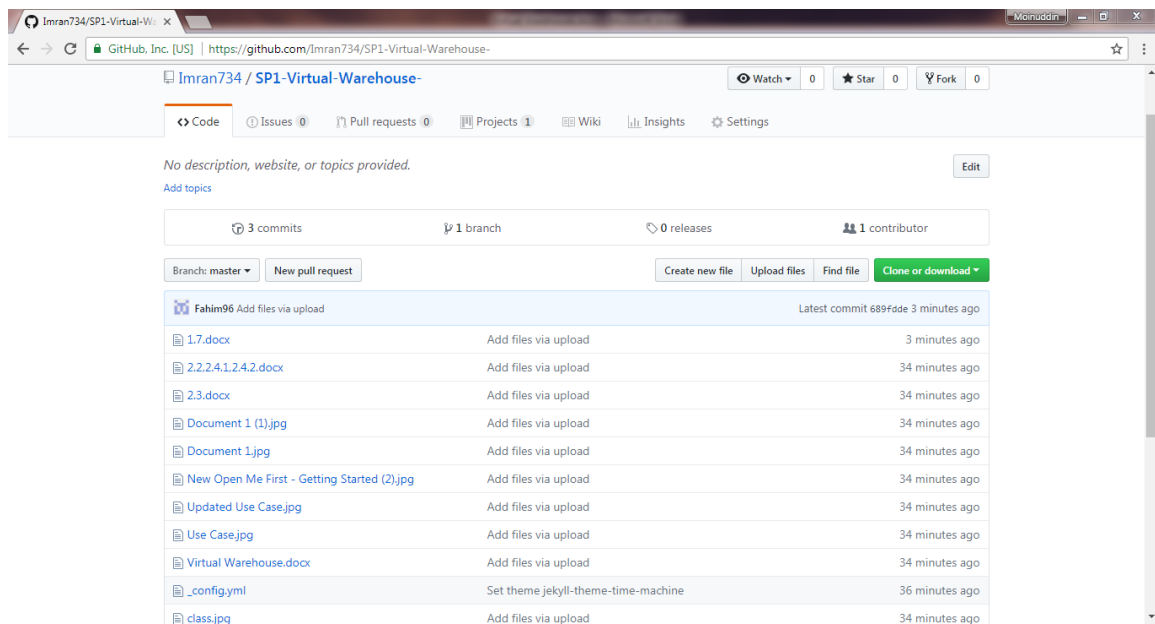 Imran734/SP1-Virtual-Wa
Moinuddin
GitHub, Inc. [US] | https://github.com/Imran734/SP1-Virtual-Warehouse-
Imran734 / SP1-Virtual-Warehouse-
Watch 0 Star 0 Fork 0
Code Issues 0 Pull requests 0 Projects 1 Wiki Insights Settings
No description, website, or topics provided.
Edit
Add topics
3 commits 1 branch 0 releases 1 contributor
Branch: master New pull request Create new file Upload files Find file Clone or download
Fahim96 Add files via upload Latest commit 689fdde 3 minutes ago
1.7.docx Add files via upload 3 minutes ago
2.2,2.4.1,2.4.2.docx Add files via upload 34 minutes ago
2.3.docx Add files via upload 34 minutes ago
Document 1 (1).jpg Add files via upload 34 minutes ago
Document 1.jpg Add files via upload 34 minutes ago
New Open Me First - Getting Started (2).jpg Add files via upload 34 minutes ago
Updated Use Case.jpg Add files via upload 34 minutes ago
Use Case.jpg Add files via upload 34 minutes ago
Virtual Warehouse.docx Add files via upload 34 minutes ago
_config.yml Set theme jekyll-theme-time-machine 36 minutes ago
class.jpg Add files via upload 34 minutes ago